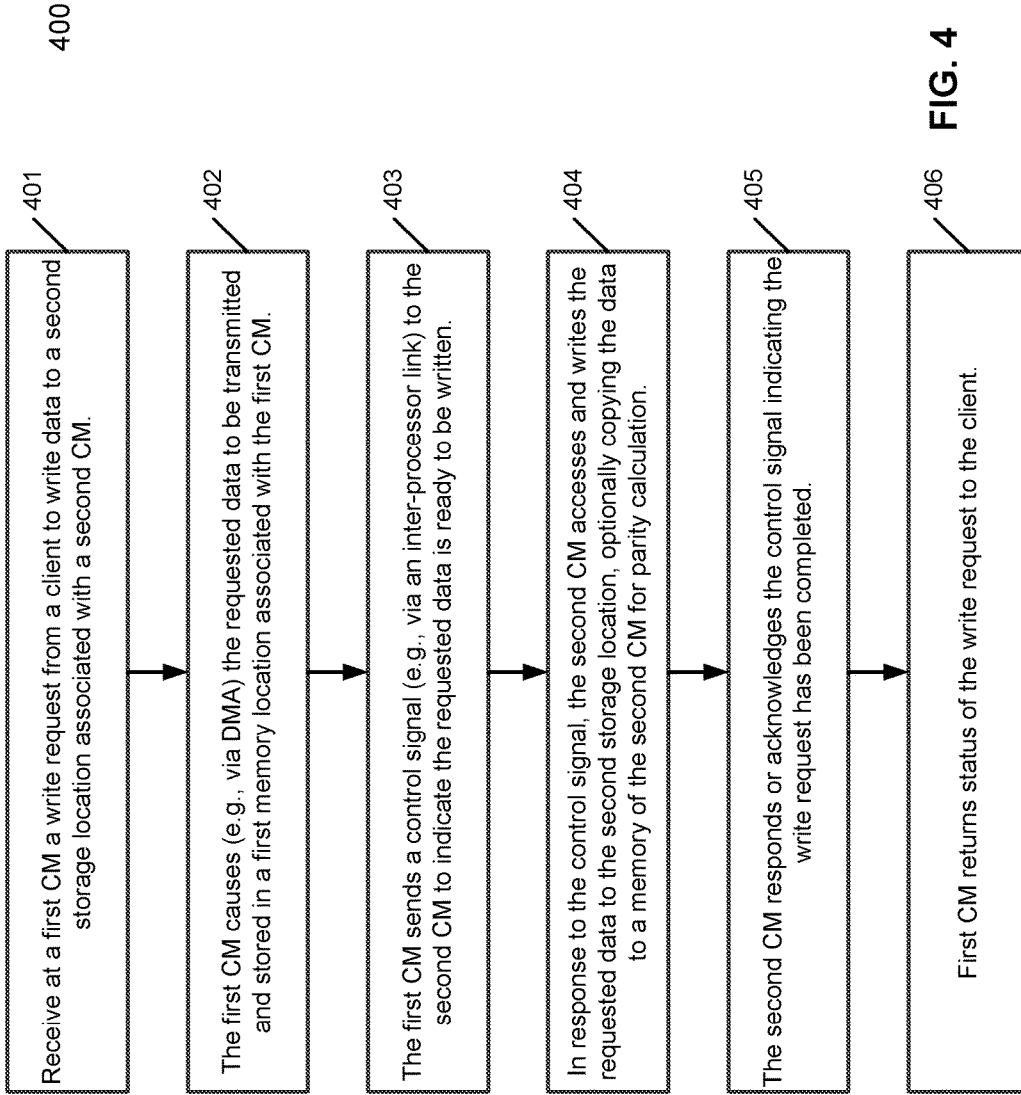 400
401
Receive at a first CM a write request from a client to write data to a second
storage location associated with a second CM.
402
The first CM causes (e.g., via DMA) the requested data to be transmitted
and stored in a first memory location associated with the first CM.
403
The first CM sends a control signal (e.g., via an inter-processor link) to the
second CM to indicate the requested data is ready to be written.
404
In response to the control signal, the second CM accesses and writes the
requested data to the second storage location, optionally copying the data
to a memory of the second CM for parity calculation.
405
The second CM responds or acknowledges the control signal indicating the
write request has been completed.
406
First CM returns status of the write request to the client.
FIG. 4